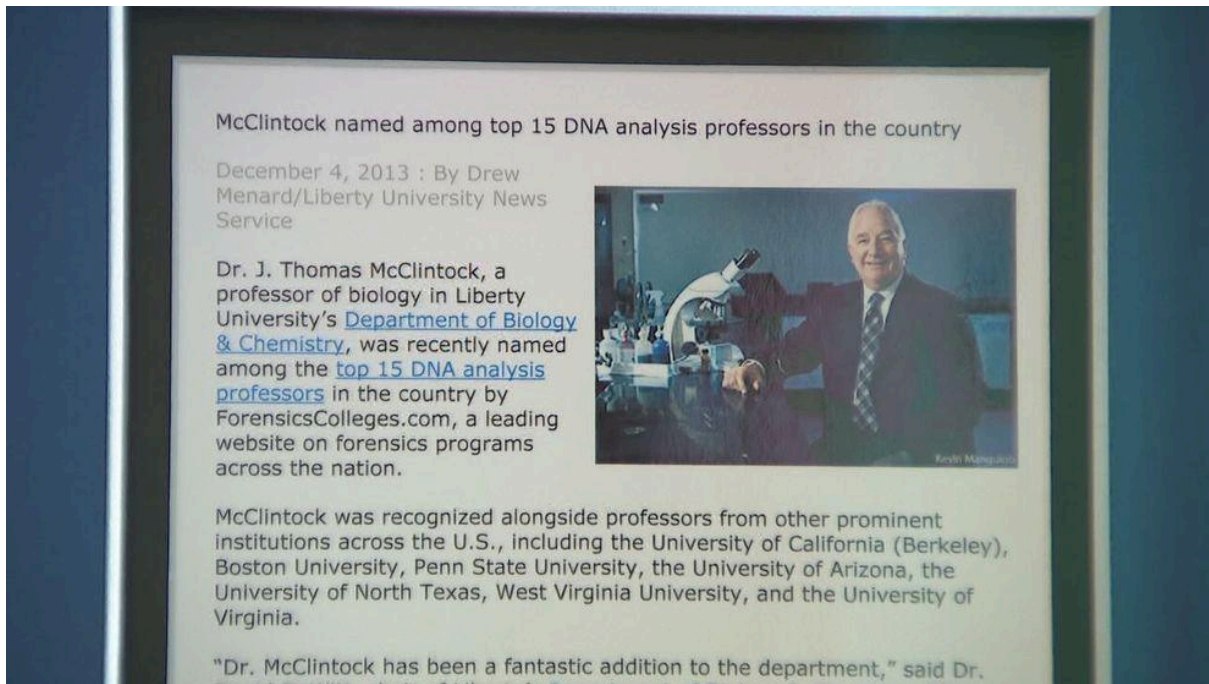 McClintock named among top 15 DNA analysis professors in the country
December 4, 2013 : By Drew
Menard/Liberty University News
Service
Dr. J. Thomas McClintock, a
professor of biology in Liberty
University's Department of Biology
& Chemistry, was recently named
among the top 15 DNA analysis
professors in the country by
ForensicsColleges.com, a leading
website on forensics programs
across the nation.
Kevin
McClintock was recognized alongside professors from other prominent
institutions across the U.S., including the University of California (Berkeley),
Boston University, Penn State University, the University of Arizona, the
University of North Texas, West Virginia University, and the University of
Virginia.
"Dr. McClintock has been a fantastic addition to the department," said Dr.